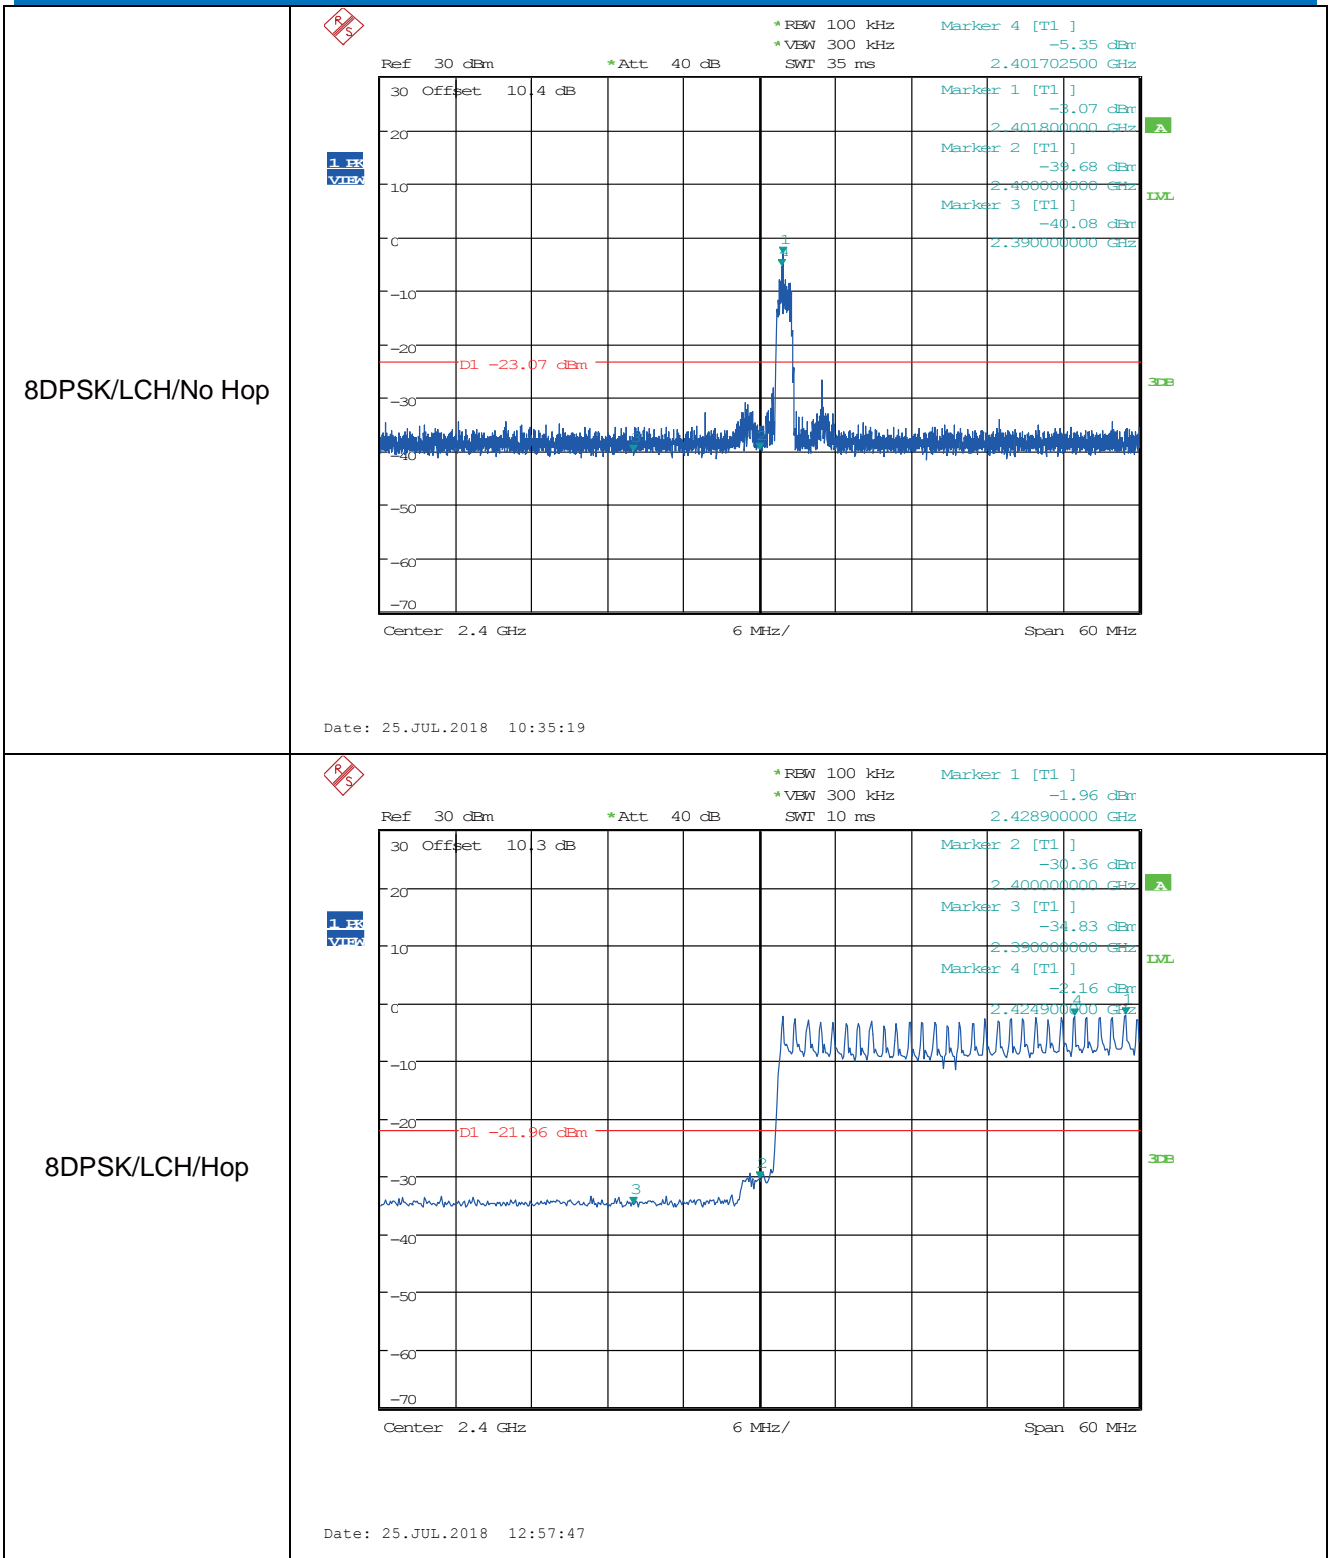 8DPSK/LCH/No Hop
R S
*RBW 100 kHz Marker 4 [T1 ]
*VBW 300 kHz -5.35 dBm
Ref 30 dBm *Att 40 dB SWT 35 ms 2.401702500 GHz
30 Offset 10.4 dB Marker 1 [T1 ]
-3.07 dBm
2.401800000 GHz A
20
Marker 2 [T1 ]
1 PK
VIEW
-39.68 dBm
10 2.400000000 GHz
LVL
Marker 3 [T1 ]
-40.08 dBm
0 2.390000000 GHz
1
4
-10
-20
D1 -23.07 dBm
3DB
-30
-40
-50
-60
-70
Center 2.4 GHz 6 MHz/ Span 60 MHz
Date: 25.JUL.2018 10:35:19
8DPSK/LCH/Hop
R S
*RBW 100 kHz Marker 1 [T1 ]
*VBW 300 kHz -1.96 dBm
Ref 30 dBm *Att 40 dB SWT 10 ms 2.428900000 GHz
30 Offset 10.3 dB Marker 2 [T1 ]
-30.36 dBm
20 2.400000000 GHz A
Marker 3 [T1 ]
1 PK
VIEW
-34.83 dBm
10 2.390000000 GHz
LVL
Marker 4 [T1 ]
-2.16 dBm
4 1
0 2.424900000 GHz
-10
-20
D1 -21.96 dBm
2
3DB
-30
3
-40
-50
-60
-70
Center 2.4 GHz 6 MHz/ Span 60 MHz
Date: 25.JUL.2018 12:57:47